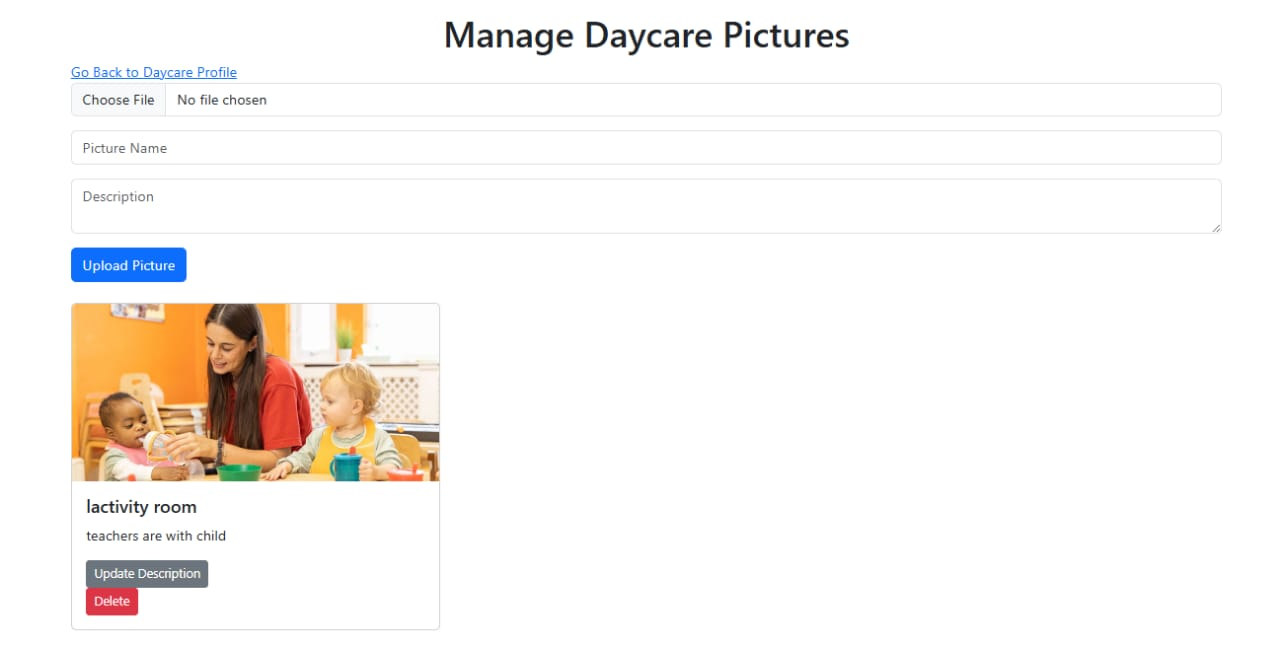 Manage Daycare Pictures
Go Back to Daycare Profile
Choose File No file chosen
Picture Name
Description
Upload Picture
lactivity room
teachers are with child
Update Description
Delete